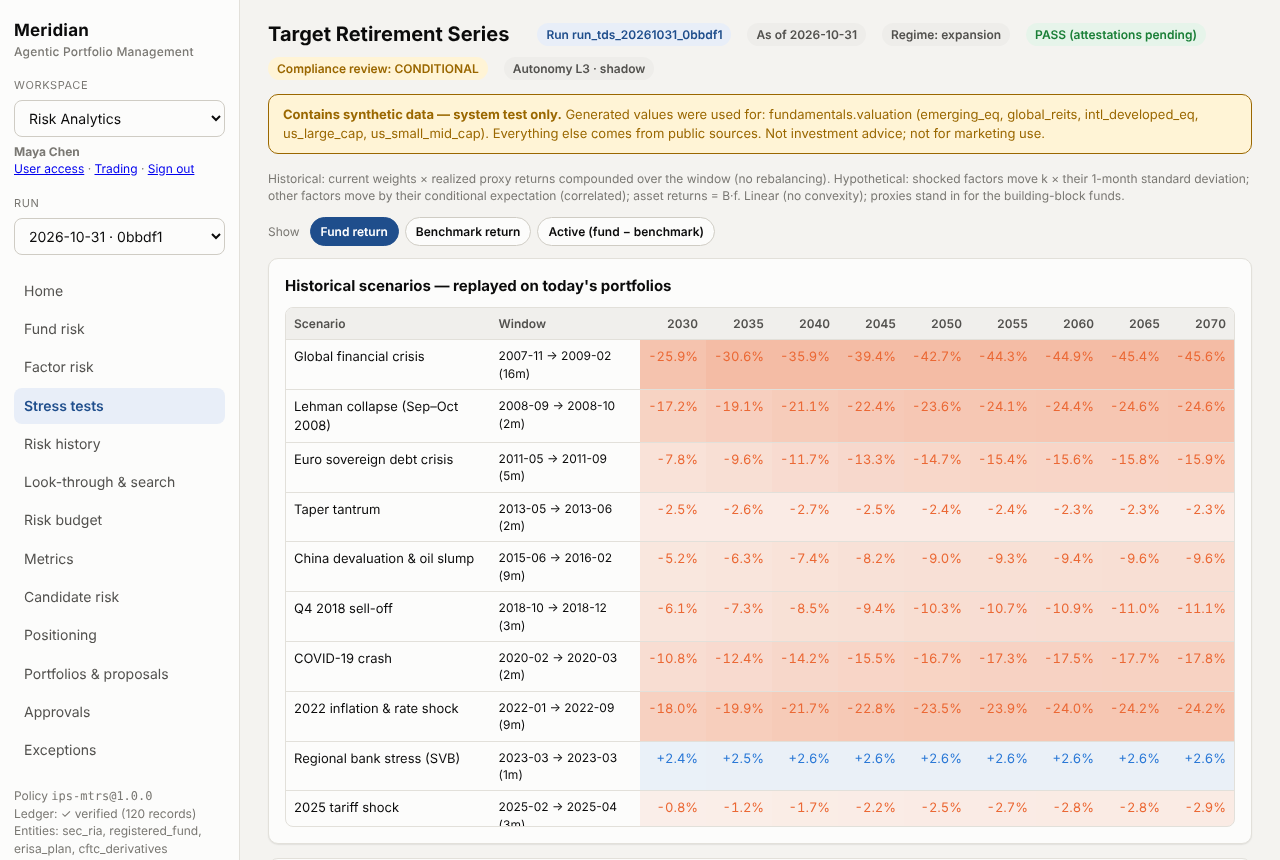 Meridian
Agentic Portfolio Management
WORKSPACE
Risk Analytics
Maya Chen
User access · Trading · Sign out
RUN
2026-10-31 · 0bbdf1
Home
Fund risk
Factor risk
Stress tests
Risk history
Look-through & search
Risk budget
Metrics
Candidate risk
Positioning
Portfolios & proposals
Approvals
Exceptions
Policy ips-mtrs@1.0.0
Ledger: ✓ verified (120 records)
Entities: sec_ria, registered_fund,
erisa_plan, cftc_derivatives
Target Retirement Series Run run_tds_20261031_0bbdf1 As of 2026-10-31 Regime: expansion PASS (attestations pending)
Compliance review: CONDITIONAL Autonomy L3 · shadow
Contains synthetic data — system test only. Generated values were used for: fundamentals.valuation (emerging_eq, global_reits, intl_developed_eq,
us_large_cap, us_small_mid_cap). Everything else comes from public sources. Not investment advice; not for marketing use.
Historical: current weights × realized proxy returns compounded over the window (no rebalancing). Hypothetical: shocked factors move k × their 1-month standard deviation;
other factors move by their conditional expectation (correlated); asset returns = B·f. Linear (no convexity); proxies stand in for the building-block funds.
Show Fund return Benchmark return Active (fund − benchmark)
Historical scenarios — replayed on today's portfolios
Scenario Window 2030 2035 2040 2045 2050 2055 2060 2065 2070
Global financial crisis 2007-11 → 2009-02 -25.9% -30.6% -35.9% -39.4% -42.7% -44.3% -44.9% -45.4% -45.6%
(16m)
Lehman collapse (Sep–Oct 2008-09 → 2008-10 -17.2% -19.1% -21.1% -22.4% -23.6% -24.1% -24.4% -24.6% -24.6%
2008) (2m)
Euro sovereign debt crisis 2011-05 → 2011-09 -7.8% -9.6% -11.7% -13.3% -14.7% -15.4% -15.6% -15.8% -15.9%
(5m)
Taper tantrum 2013-05 → 2013-06 -2.5% -2.6% -2.7% -2.5% -2.4% -2.4% -2.3% -2.3% -2.3%
(2m)
China devaluation & oil slump 2015-06 → 2016-02 -5.2% -6.3% -7.4% -8.2% -9.0% -9.3% -9.4% -9.6% -9.6%
(9m)
Q4 2018 sell-off 2018-10 → 2018-12 -6.1% -7.3% -8.5% -9.4% -10.3% -10.7% -10.9% -11.0% -11.1%
(3m)
COVID-19 crash 2020-02 → 2020-03 -10.8% -12.4% -14.2% -15.5% -16.7% -17.3% -17.5% -17.7% -17.8%
(2m)
2022 inflation & rate shock 2022-01 → 2022-09 -18.0% -19.9% -21.7% -22.8% -23.5% -23.9% -24.0% -24.2% -24.2%
(9m)
Regional bank stress (SVB) 2023-03 → 2023-03 +2.4% +2.5% +2.6% +2.6% +2.6% +2.6% +2.6% +2.6% +2.6%
(1m)
2025 tariff shock 2025-02 → 2025-04 -0.8% -1.2% -1.7% -2.2% -2.5% -2.7% -2.8% -2.8% -2.9%
(3m)